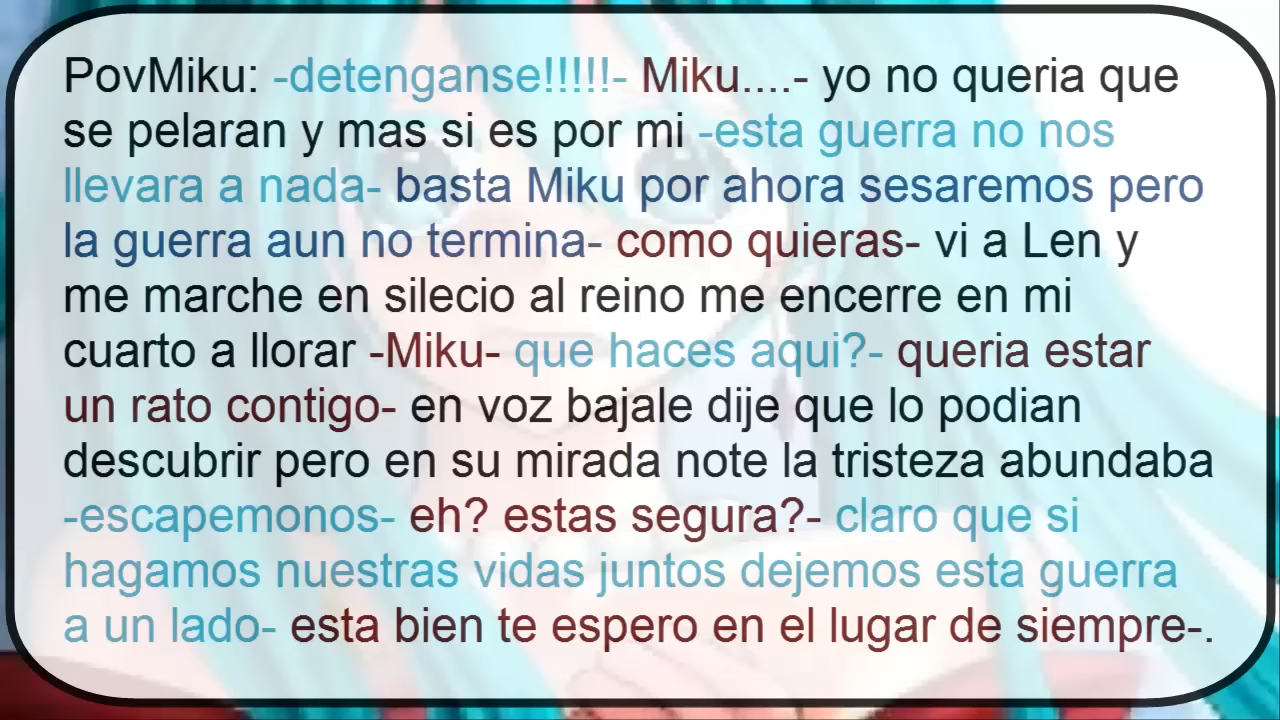 PovMiku: -detenganse!!!!!- Miku....- yo no queria que
se pelaran y mas si es por mi -esta guerra no nos
llevara a nada- basta Miku por ahora sesaremos pero
la guerra aun no termina- como quieras- vi a Len y
me marche en silecio al reino me encerre en mi
cuarto a llorar -Miku- que haces aqui?- queria estar
un rato contigo- en voz bajale dije que lo podian
descubrir pero en su mirada note la tristeza abundaba
-escapemonos- eh? estas segura?- claro que si
hagamos nuestras vidas juntos dejemos esta guerra
a un lado- esta bien te espero en el lugar de siempre-.